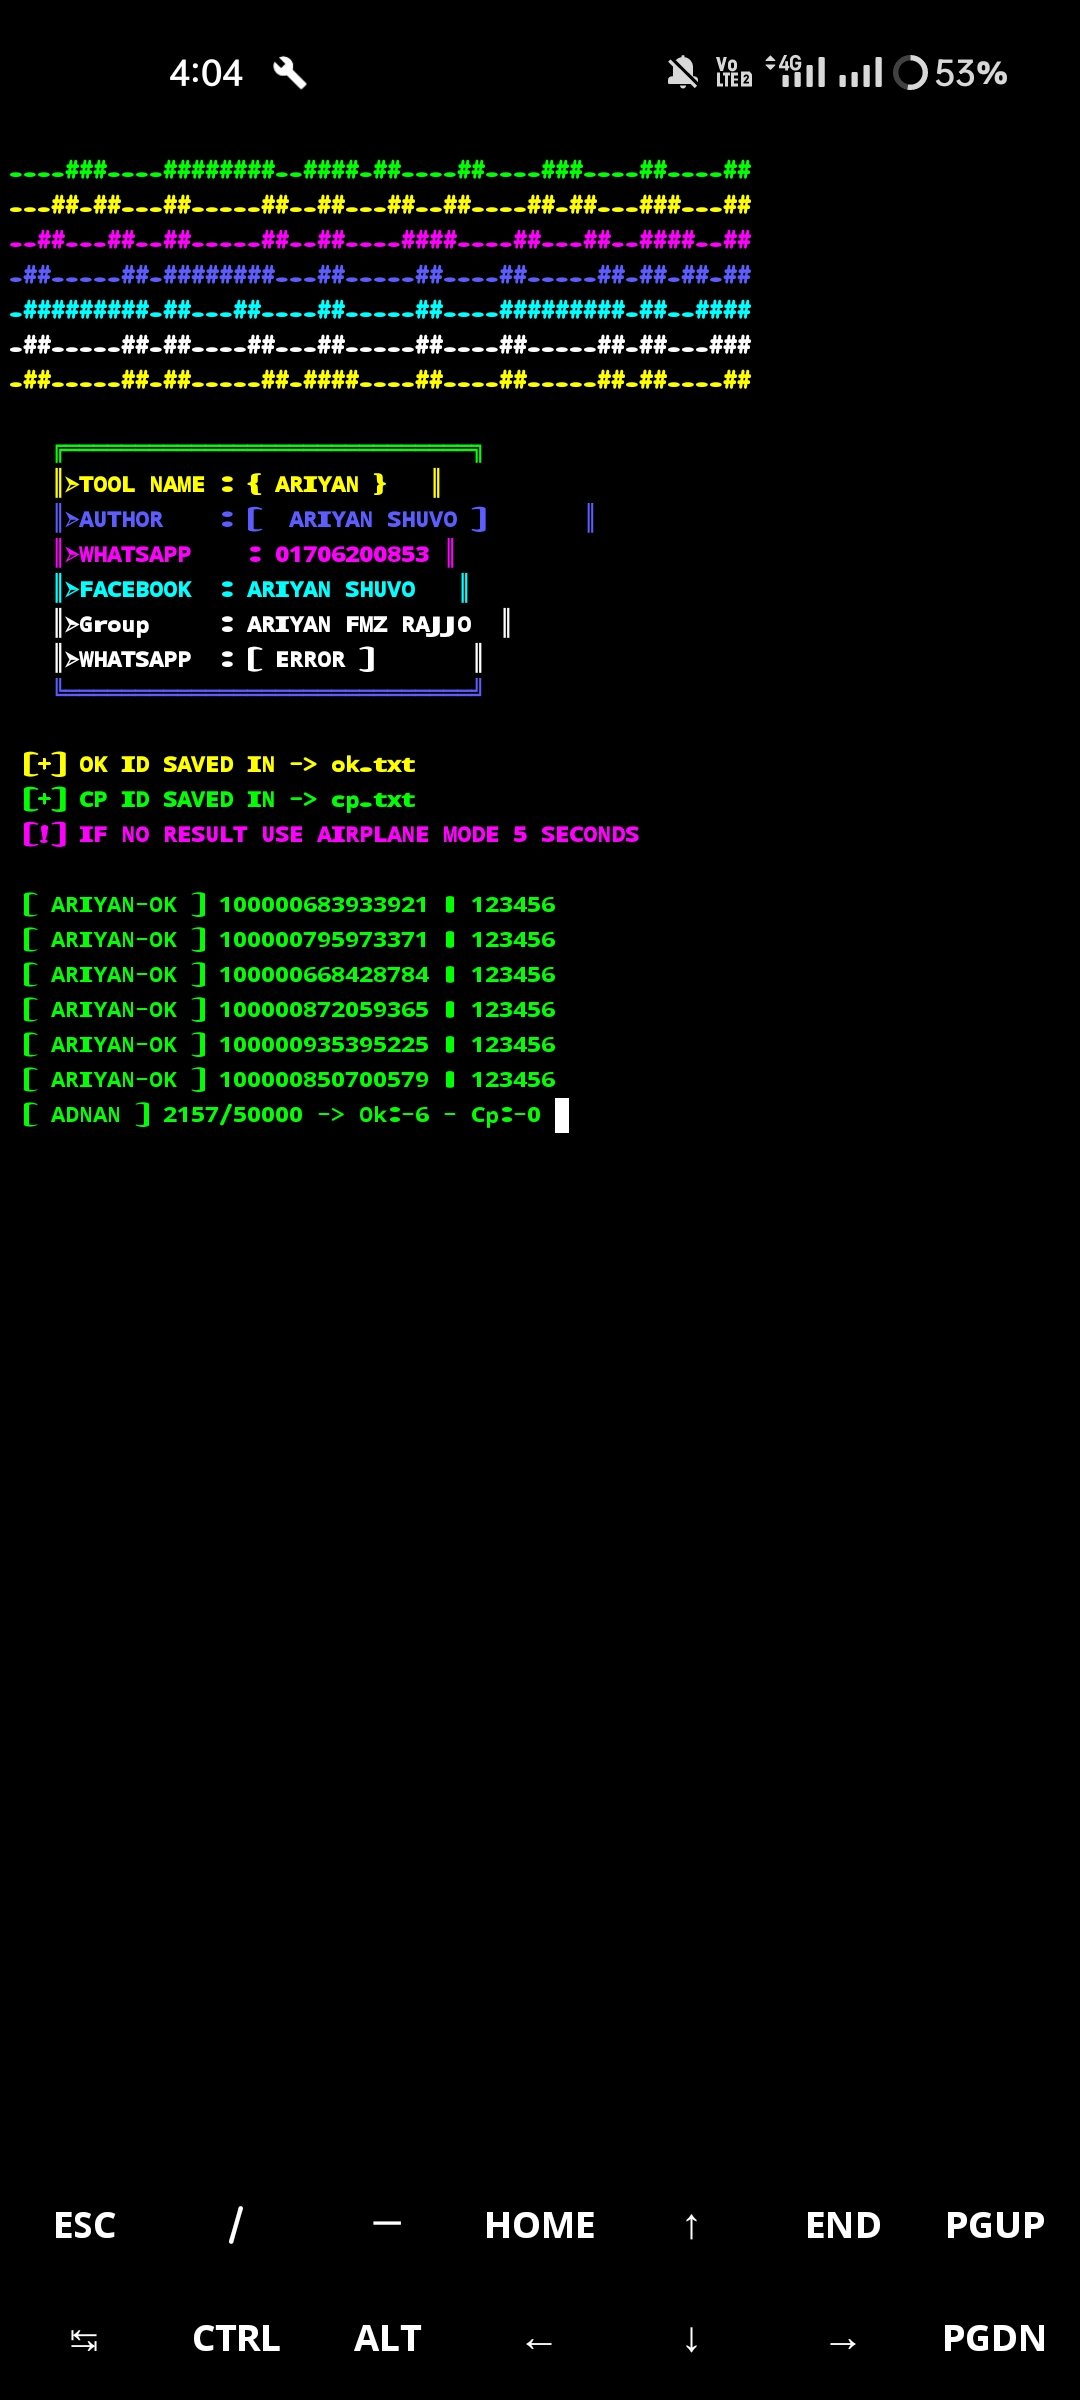 4:04 Vo LTE2 4G 53%
....###....########..####.##....##....###....##....##
...##.##...##.....##..##...##..##....##.##...###...##
..##...##..##.....##..##....####....##...##..####..##
.##.....##.########...##.....##....##.....##.##.##.##
.#########.##...##....##.....##....#########.##..####
.##.....##.##....##...##.....##....##.....##.##...###
.##.....##.##.....##.####....##....##.....##.##....##
➣TOOL NAME : { ARIYAN }
➣AUTHOR : [ ARIYAN SHUVO ]
➣WHATSAPP : 01706200853
➣FACEBOOK : ARIYAN SHUVO
➣Group : ARIYAN FMZ RAJJO
➣WHATSAPP : [ ERROR ]
[+] OK ID SAVED IN -> ok.txt
[+] CP ID SAVED IN -> cp.txt
[!] IF NO RESULT USE AIRPLANE MODE 5 SECONDS
[ ARIYAN-OK ] 100000683933921 | 123456
[ ARIYAN-OK ] 100000795973371 | 123456
[ ARIYAN-OK ] 100000668428784 | 123456
[ ARIYAN-OK ] 100000872059365 | 123456
[ ARIYAN-OK ] 100000935395225 | 123456
[ ARIYAN-OK ] 100000850700579 | 123456
[ ADNAN ] 2157/50000 -> Ok:-6 - Cp:-0
ESC / — HOME ↑ END PGUP
↹ CTRL ALT ← ↓ → PGDN